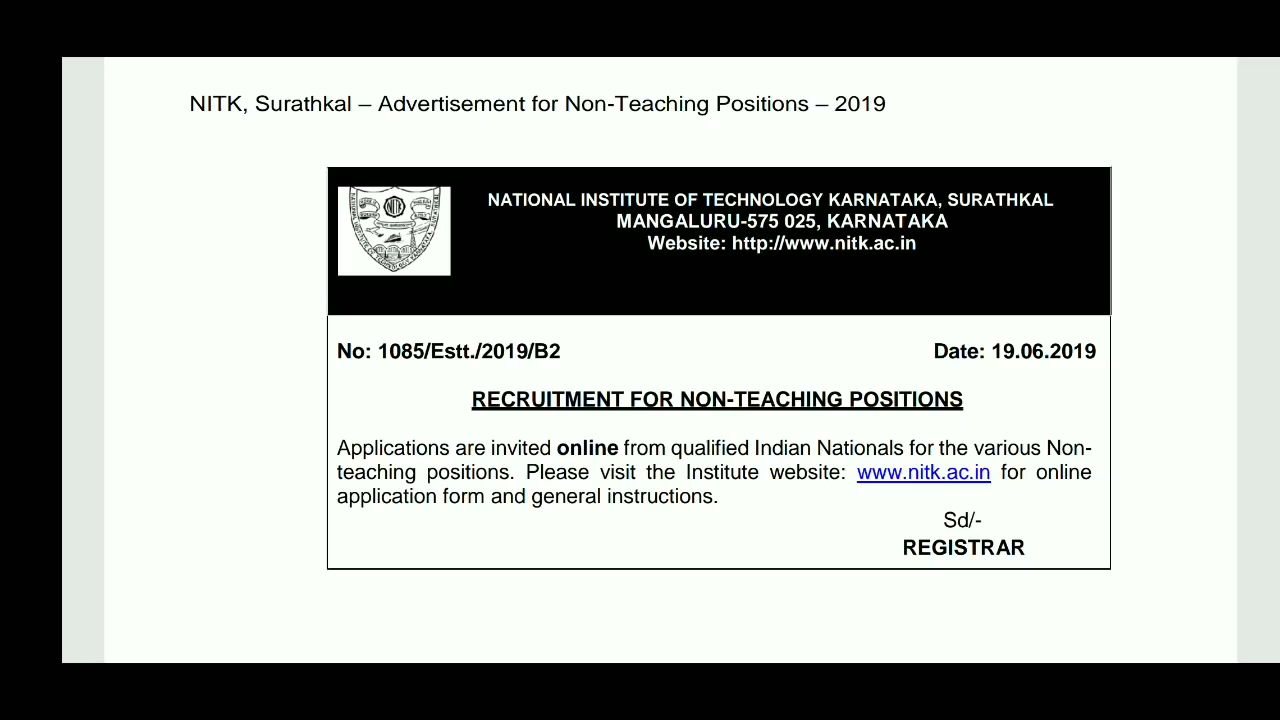 NITK, Surathkal – Advertisement for Non-Teaching Positions – 2019
NATIONAL INSTITUTE OF TECHNOLOGY KARNATAKA, SURATHKAL
MANGALURU-575 025, KARNATAKA
Website: http://www.nitk.ac.in
NITK
No: 1085/Estt./2019/B2 Date: 19.06.2019
RECRUITMENT FOR NON-TEACHING POSITIONS
Applications are invited online from qualified Indian Nationals for the various Non-
teaching positions. Please visit the Institute website: www.nitk.ac.in for online
application form and general instructions.
Sd/-
REGISTRAR